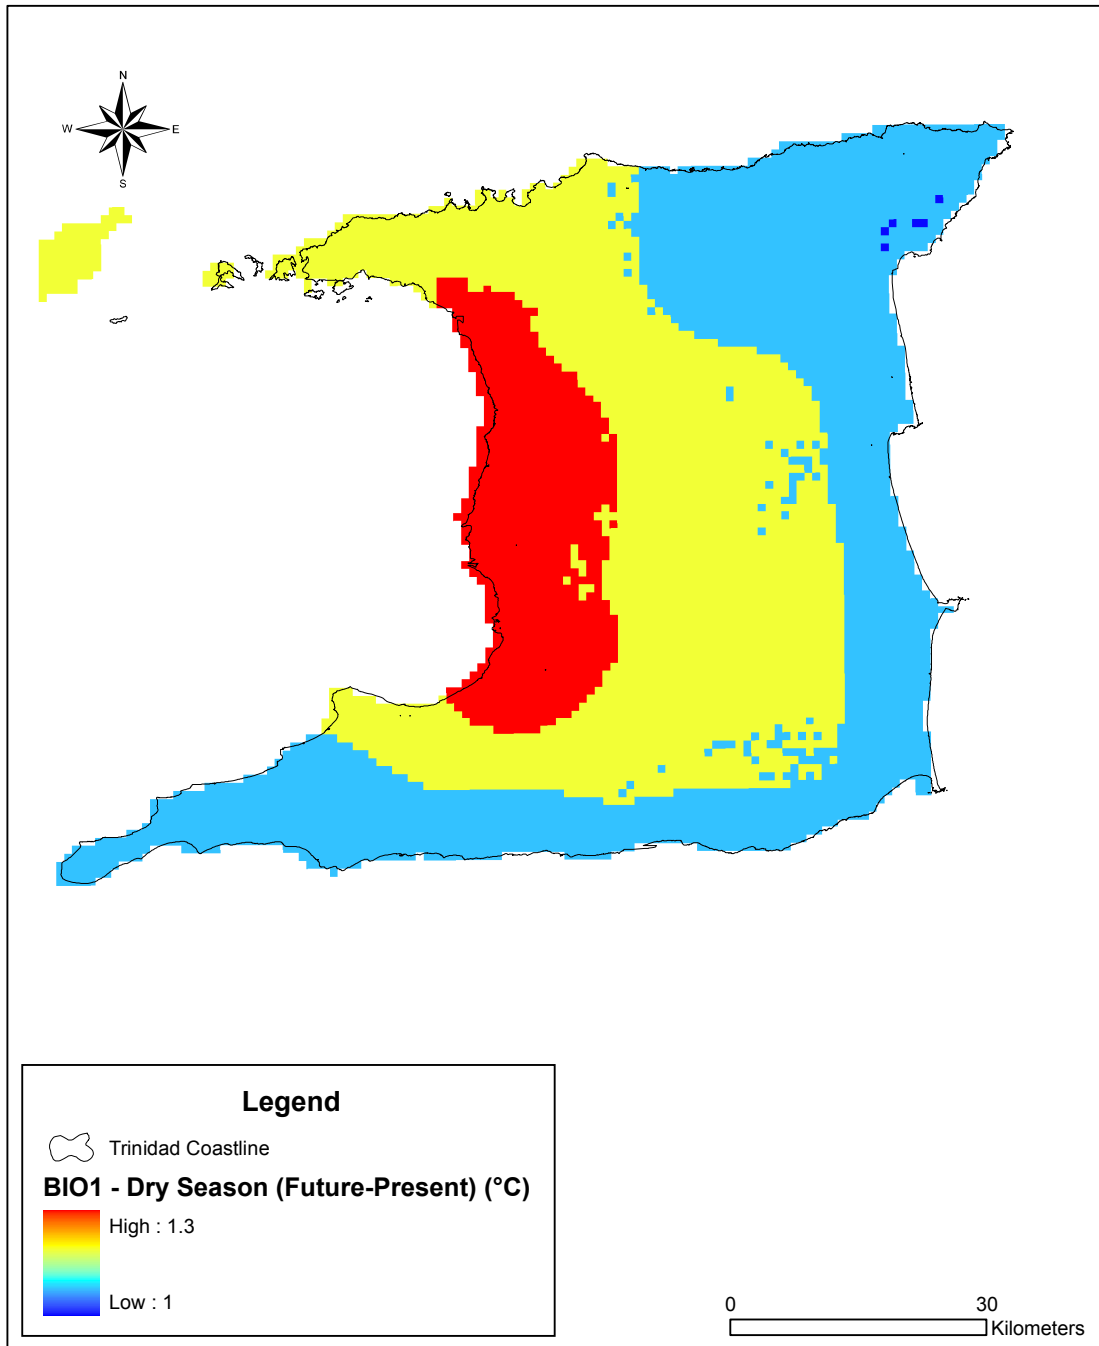 N
W E
S
Legend
Trinidad Coastline
BIO1 - Dry Season (Future-Present) (°C)
High : 1.3
Low : 1
0 30
Kilometers